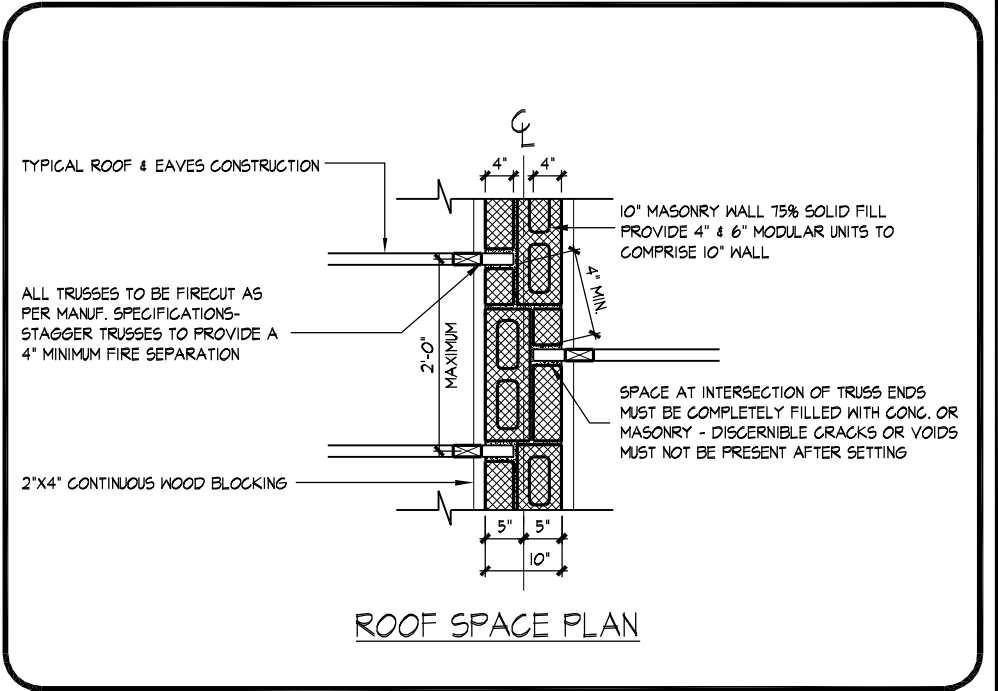 CL
4" 4"
TYPICAL ROOF & EAVES CONSTRUCTION
10" MASONRY WALL 75% SOLID FILL
PROVIDE 4" & 6" MODULAR UNITS TO
COMPRISE 10" WALL
4" MIN.
ALL TRUSSES TO BE FIRECUT AS
PER MANUF. SPECIFICATIONS-
STAGGER TRUSSES TO PROVIDE A
4" MINIMUM FIRE SEPARATION
2'-0"
MAXIMUM
SPACE AT INTERSECTION OF TRUSS ENDS
MUST BE COMPLETELY FILLED WITH CONC. OR
MASONRY - DISCERNIBLE CRACKS OR VOIDS
MUST NOT BE PRESENT AFTER SETTING
2"X4" CONTINUOUS WOOD BLOCKING
5" 5"
10"
ROOF SPACE PLAN